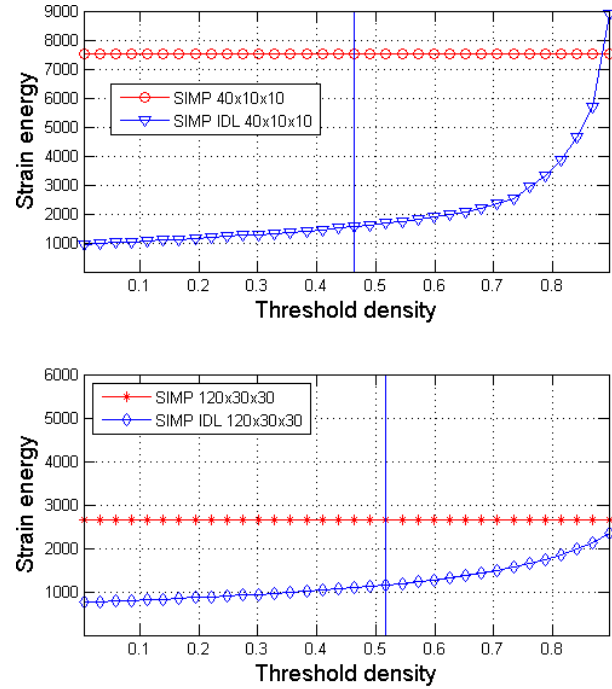 9000
8000
7000
6000
5000
4000
3000
2000
1000
Strain energy
SIMP 40x10x10
SIMP IDL 40x10x10
0.1 0.2 0.3 0.4 0.5 0.6 0.7 0.8
Threshold density
6000
5000
4000
3000
2000
1000
Strain energy
SIMP 120x30x30
SIMP IDL 120x30x30
0.1 0.2 0.3 0.4 0.5 0.6 0.7 0.8
Threshold density